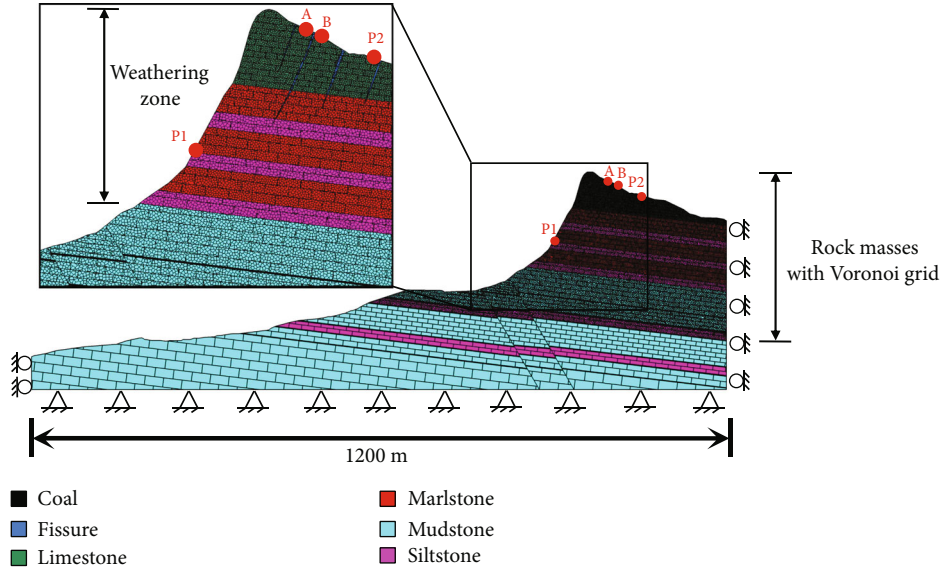 A
B
P2
Weathering
zone
P1
A
B
P2
P1
Rock masses
with Voronoi grid
1200 m
Coal
Fissure
Limestone
Marlstone
Mudstone
Siltstone